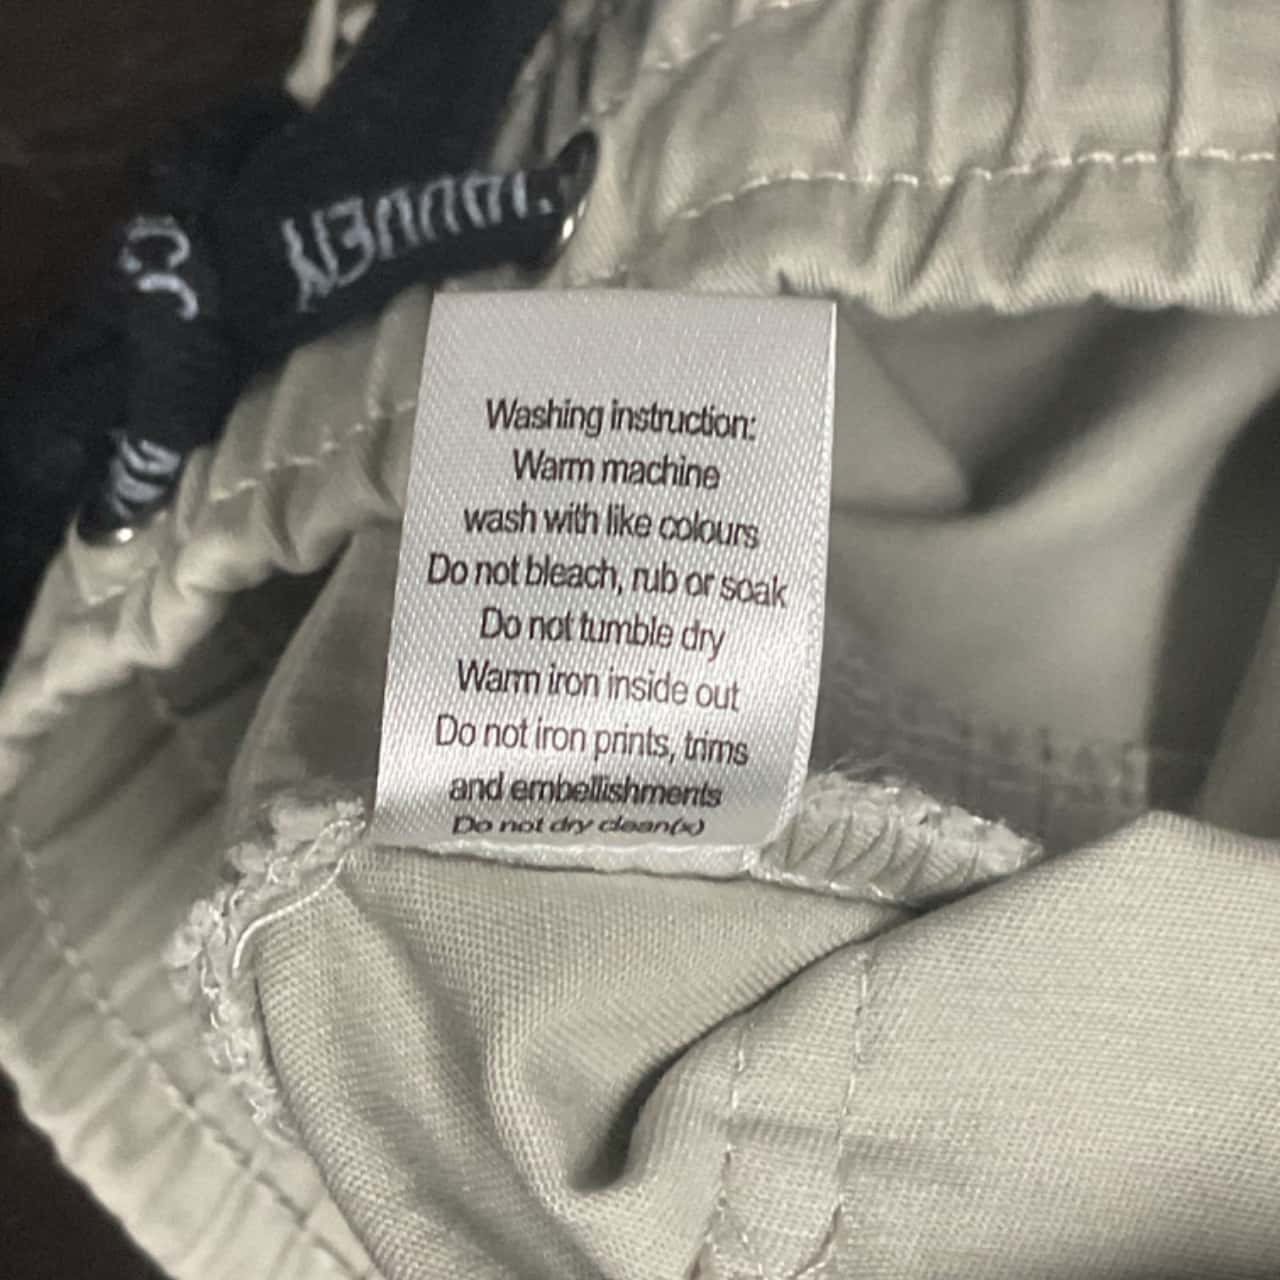 Washing instruction:
Warm machine
wash with like colours
Do not bleach, rub or soak
Do not tumble dry
Warm iron inside out
Do not iron prints, trims
and embellishments
Do not dry clean(x)